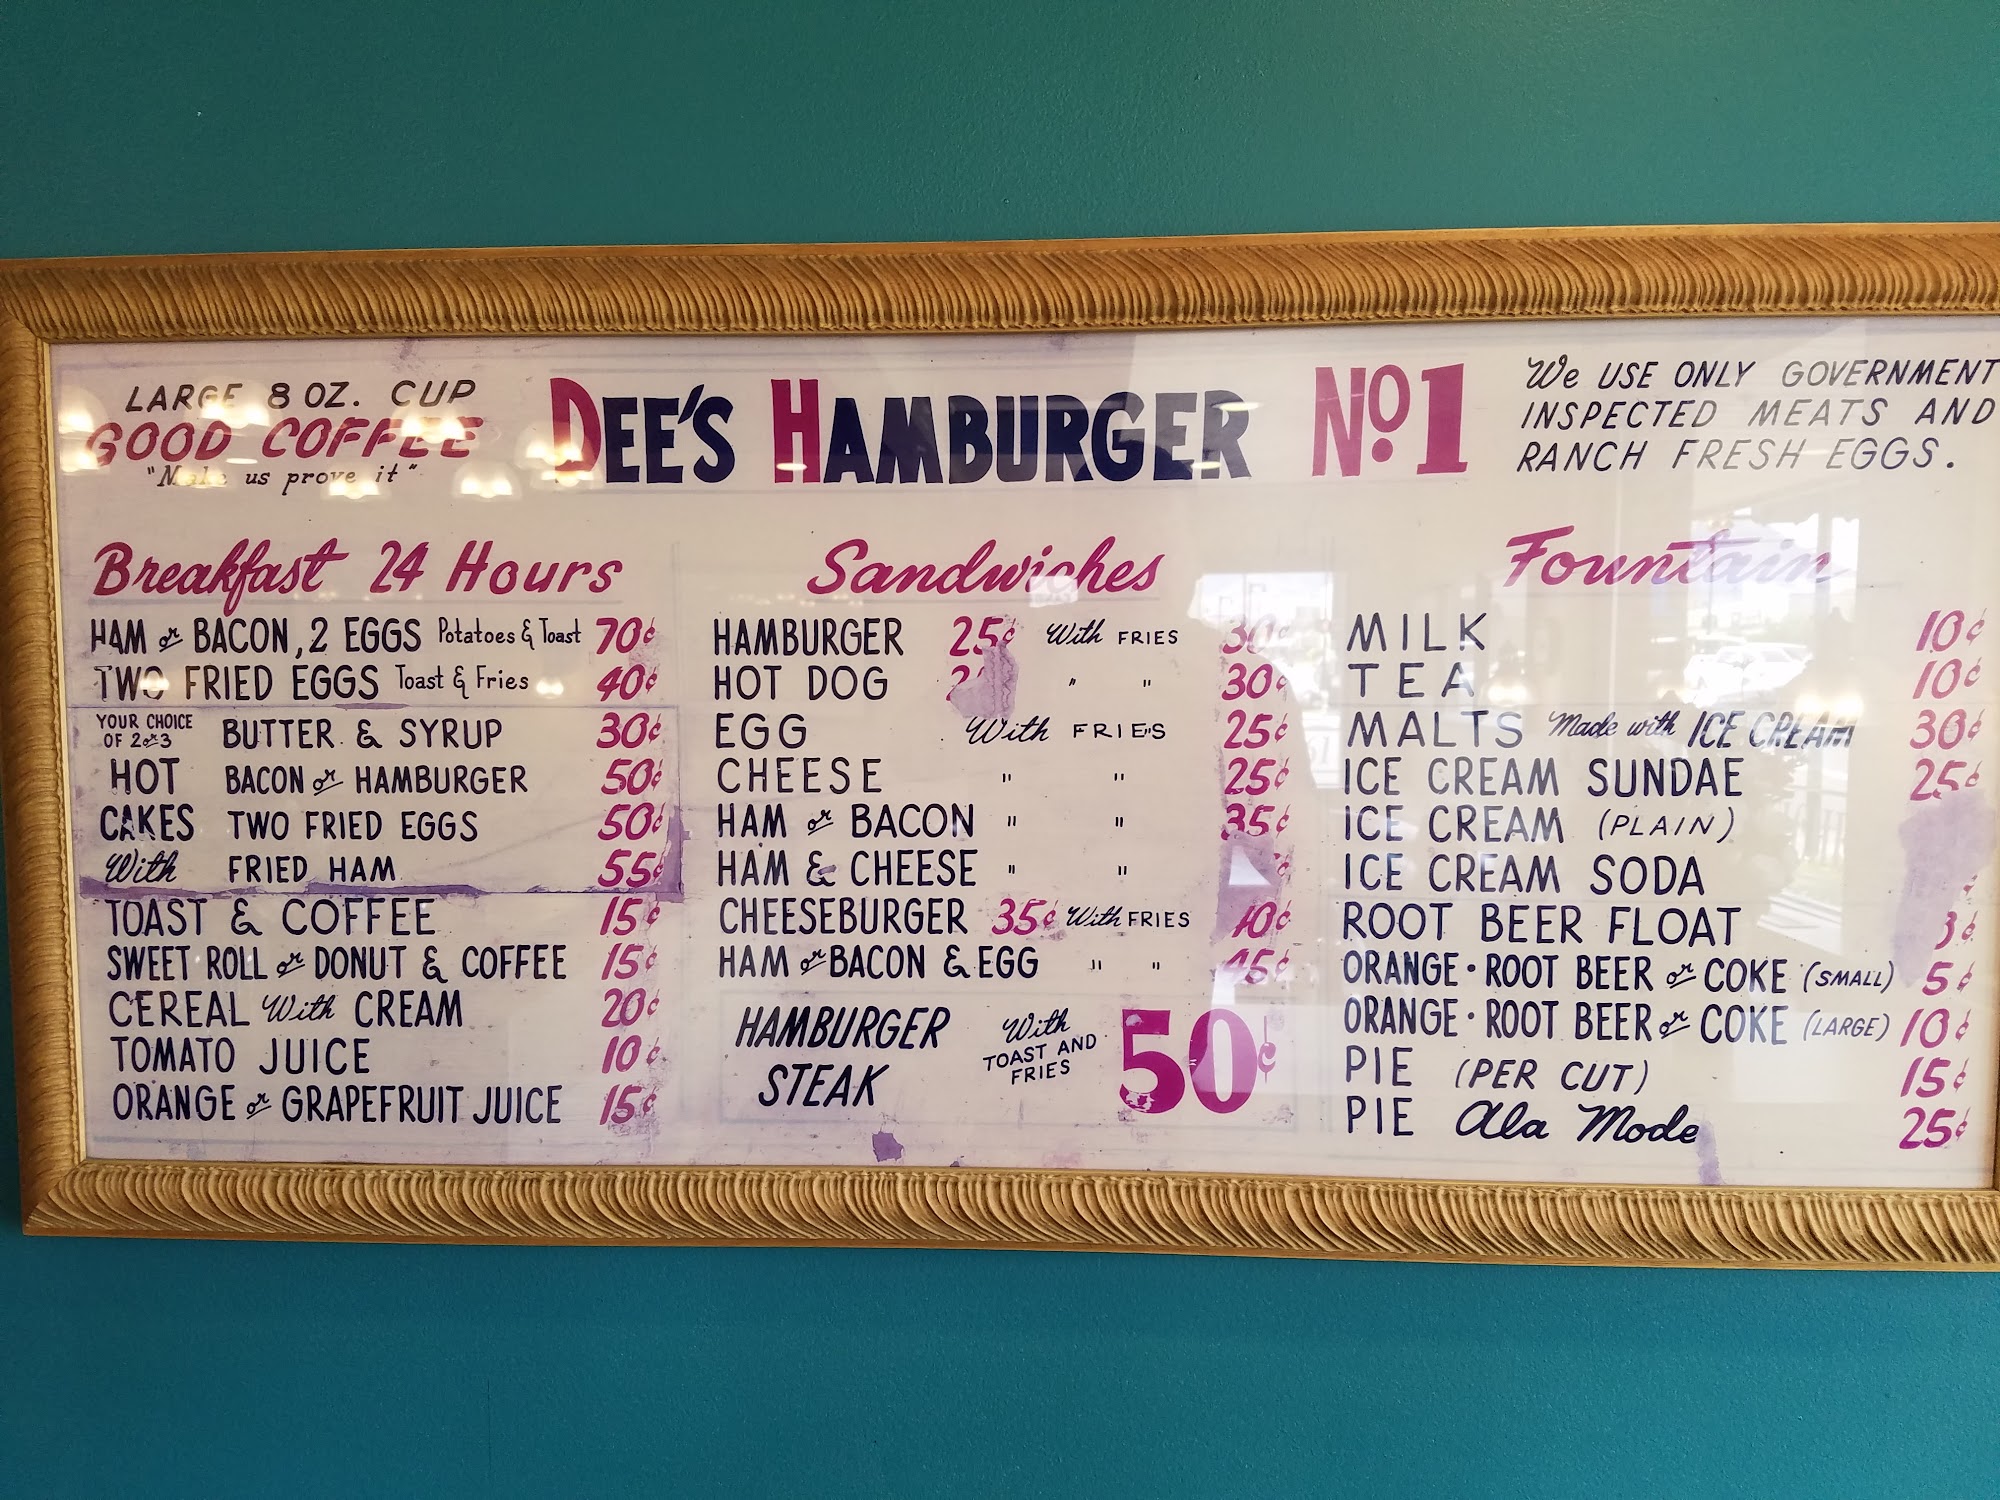 LARGE 8 OZ. CUP
GOOD COFFEE
"Make us prove it"
DEE'S HAMBURGER No. 1
We USE ONLY GOVERNMENT
INSPECTED MEATS AND
RANCH FRESH EGGS.
Breakfast 24 Hours
HAM or BACON, 2 EGGS Potatoes & Toast 70¢
TWO FRIED EGGS Toast & Fries 40¢
YOUR CHOICE
OF 2 or 3
HOT
CAKES
With
BUTTER & SYRUP 30¢
BACON or HAMBURGER 50¢
TWO FRIED EGGS 50¢
FRIED HAM 55¢
TOAST & COFFEE 15¢
SWEET ROLL or DONUT & COFFEE 15¢
CEREAL With CREAM 20¢
TOMATO JUICE 10¢
ORANGE or GRAPEFRUIT JUICE 15¢
Sandwiches
HAMBURGER 25¢ With FRIES 30¢
HOT DOG " " 30¢
EGG With FRIES 25¢
CHEESE " " 25¢
HAM or BACON " " 35¢
HAM & CHEESE " "
CHEESEBURGER 35¢ With FRIES 40¢
HAM or BACON & EGG " " 45¢
HAMBURGER
STEAK
With
TOAST AND
FRIES
50¢
Fountain
MILK 10¢
TEA 10¢
MALTS Made with ICE CREAM 30¢
ICE CREAM SUNDAE 25¢
ICE CREAM (PLAIN)
ICE CREAM SODA
ROOT BEER FLOAT
ORANGE • ROOT BEER or COKE (SMALL) 5¢
ORANGE • ROOT BEER or COKE (LARGE) 10¢
PIE (PER CUT) 15¢
PIE Ala Mode 25¢